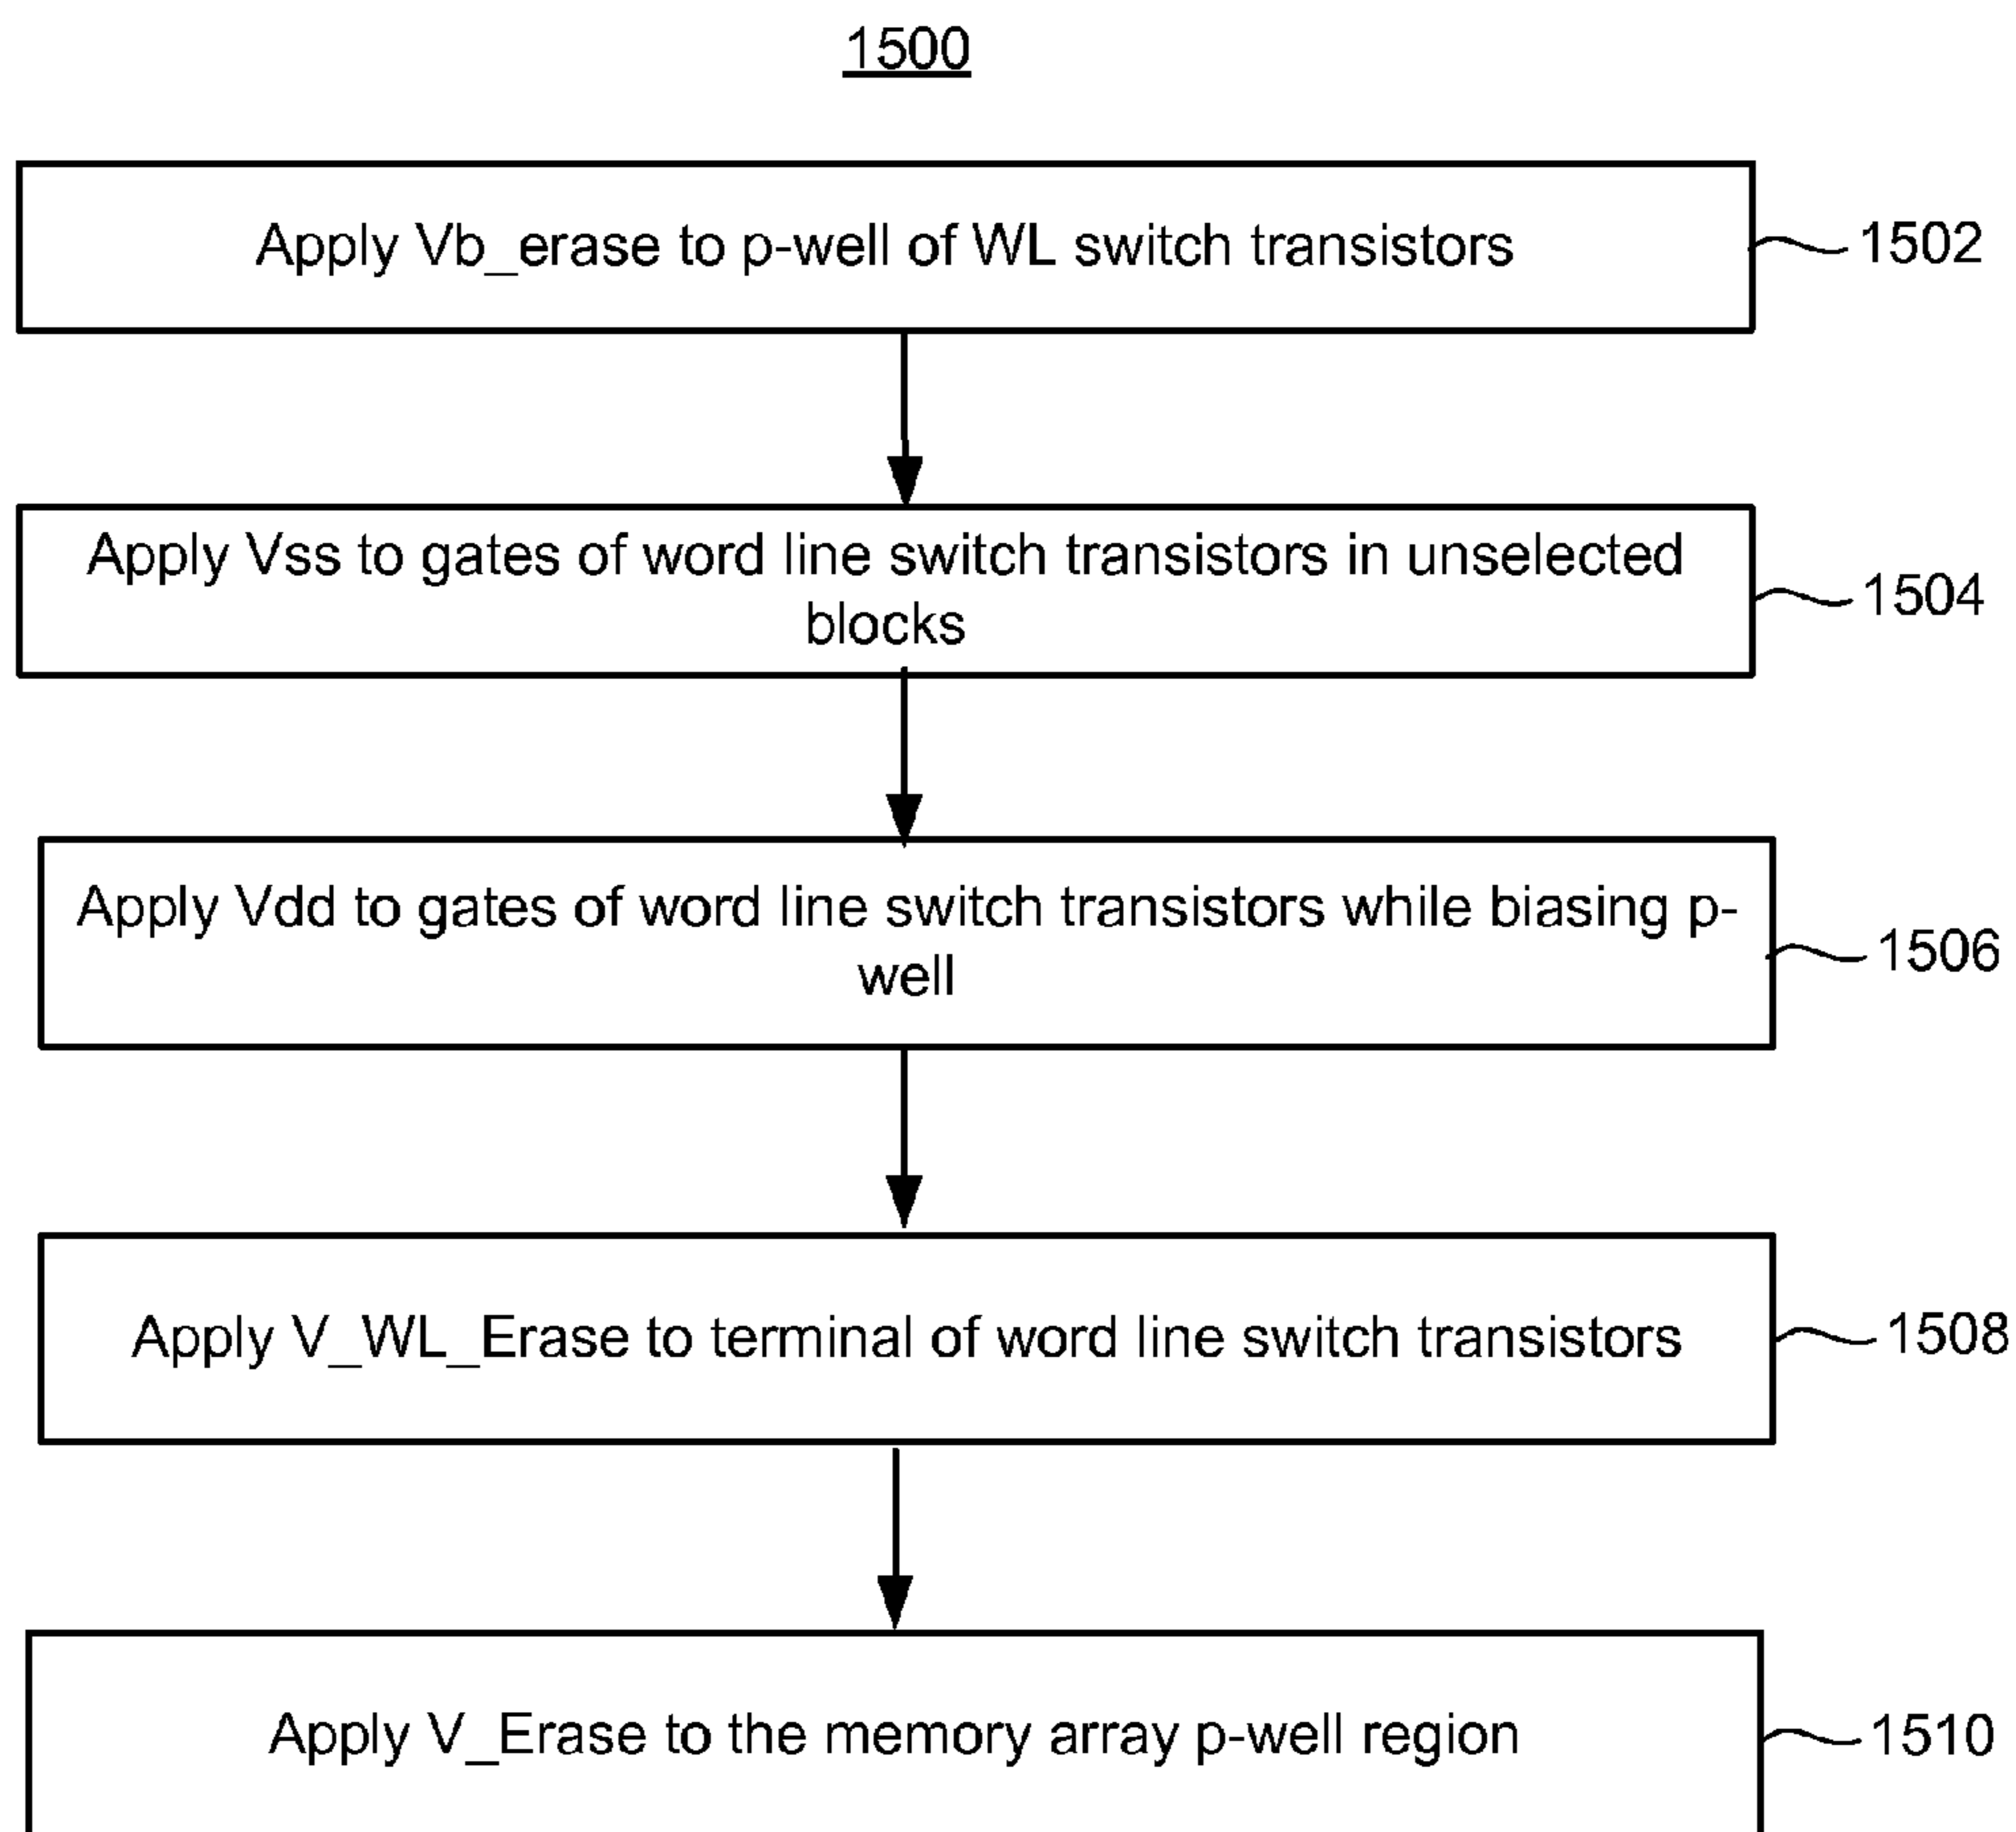 1500
Apply Vb_erase to p-well of WL switch transistors
1502
Apply Vss to gates of word line switch transistors in unselected
blocks
1504
Apply Vdd to gates of word line switch transistors while biasing p-
well
1506
Apply V_WL_Erase to terminal of word line switch transistors
1508
Apply V_Erase to the memory array p-well region
1510